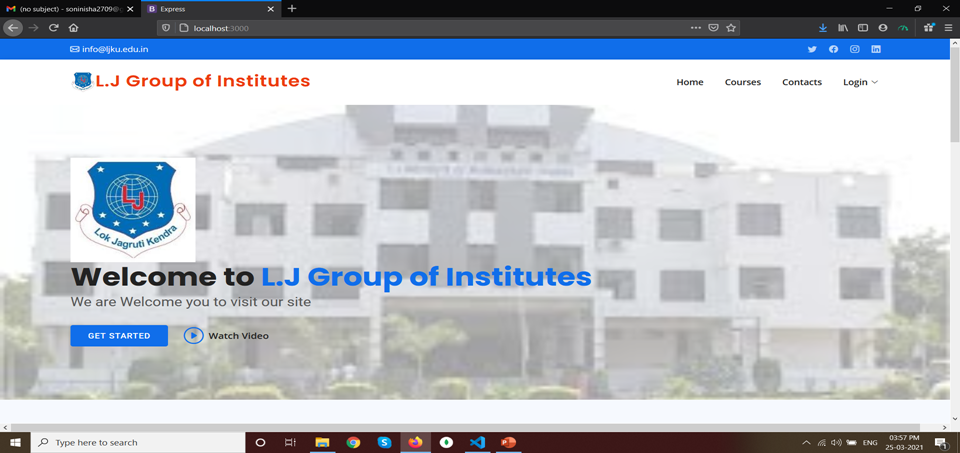 (no subject) - soninisha2709@g
Express
localhost:3000
info@ljku.edu.in
L.J Group of Institutes
Home Courses Contacts Login
LJ
Lok Jagruti Kendra
Welcome to L.J Group of Institutes
We are Welcome you to visit our site
GET STARTED Watch Video
Type here to search
ENG
03:57 PM
25-03-2021